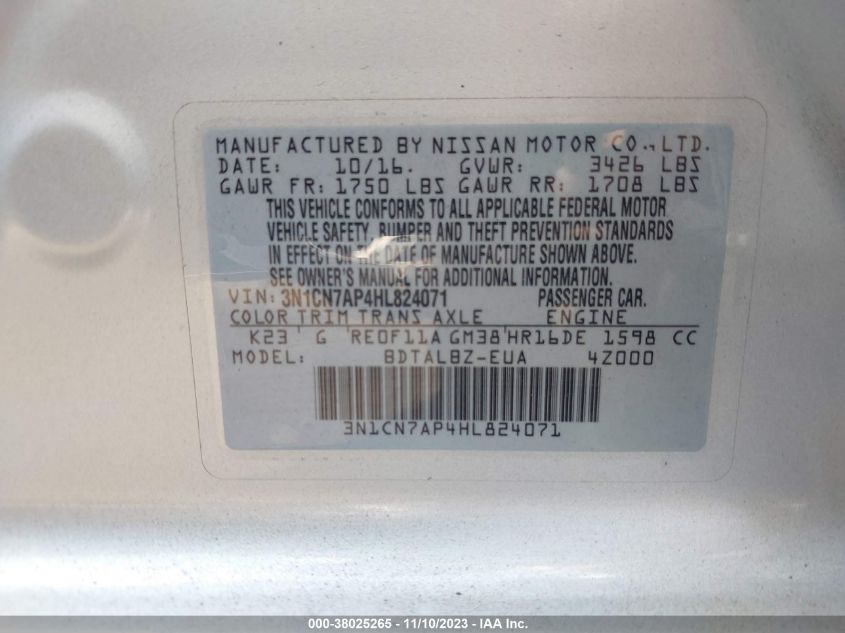 MANUFACTURED BY NISSAN MOTOR CO., LTD.
DATE: 10/16. GVWR: 3426 LBS
GAWR FR: 1750 LBS GAWR RR: 1708 LBS
THIS VEHICLE CONFORMS TO ALL APPLICABLE FEDERAL MOTOR
VEHICLE SAFETY, BUMPER AND THEFT PREVENTION STANDARDS
IN EFFECT ON THE DATE OF MANUFACTURE SHOWN ABOVE.
SEE OWNER'S MANUAL FOR ADDITIONAL INFORMATION.
VIN: 3N1CN7AP4HL824071 PASSENGER CAR.
COLOR TRIM TRANS AXLE ENGINE
K23 ' G 'RE0F11A GM38'HR16DE 1598 CC
MODEL: BDTALBZ-EUA 4Z000
3N1CN7AP4HL824071
000-38025265 - 11/10/2023 - IAA Inc.